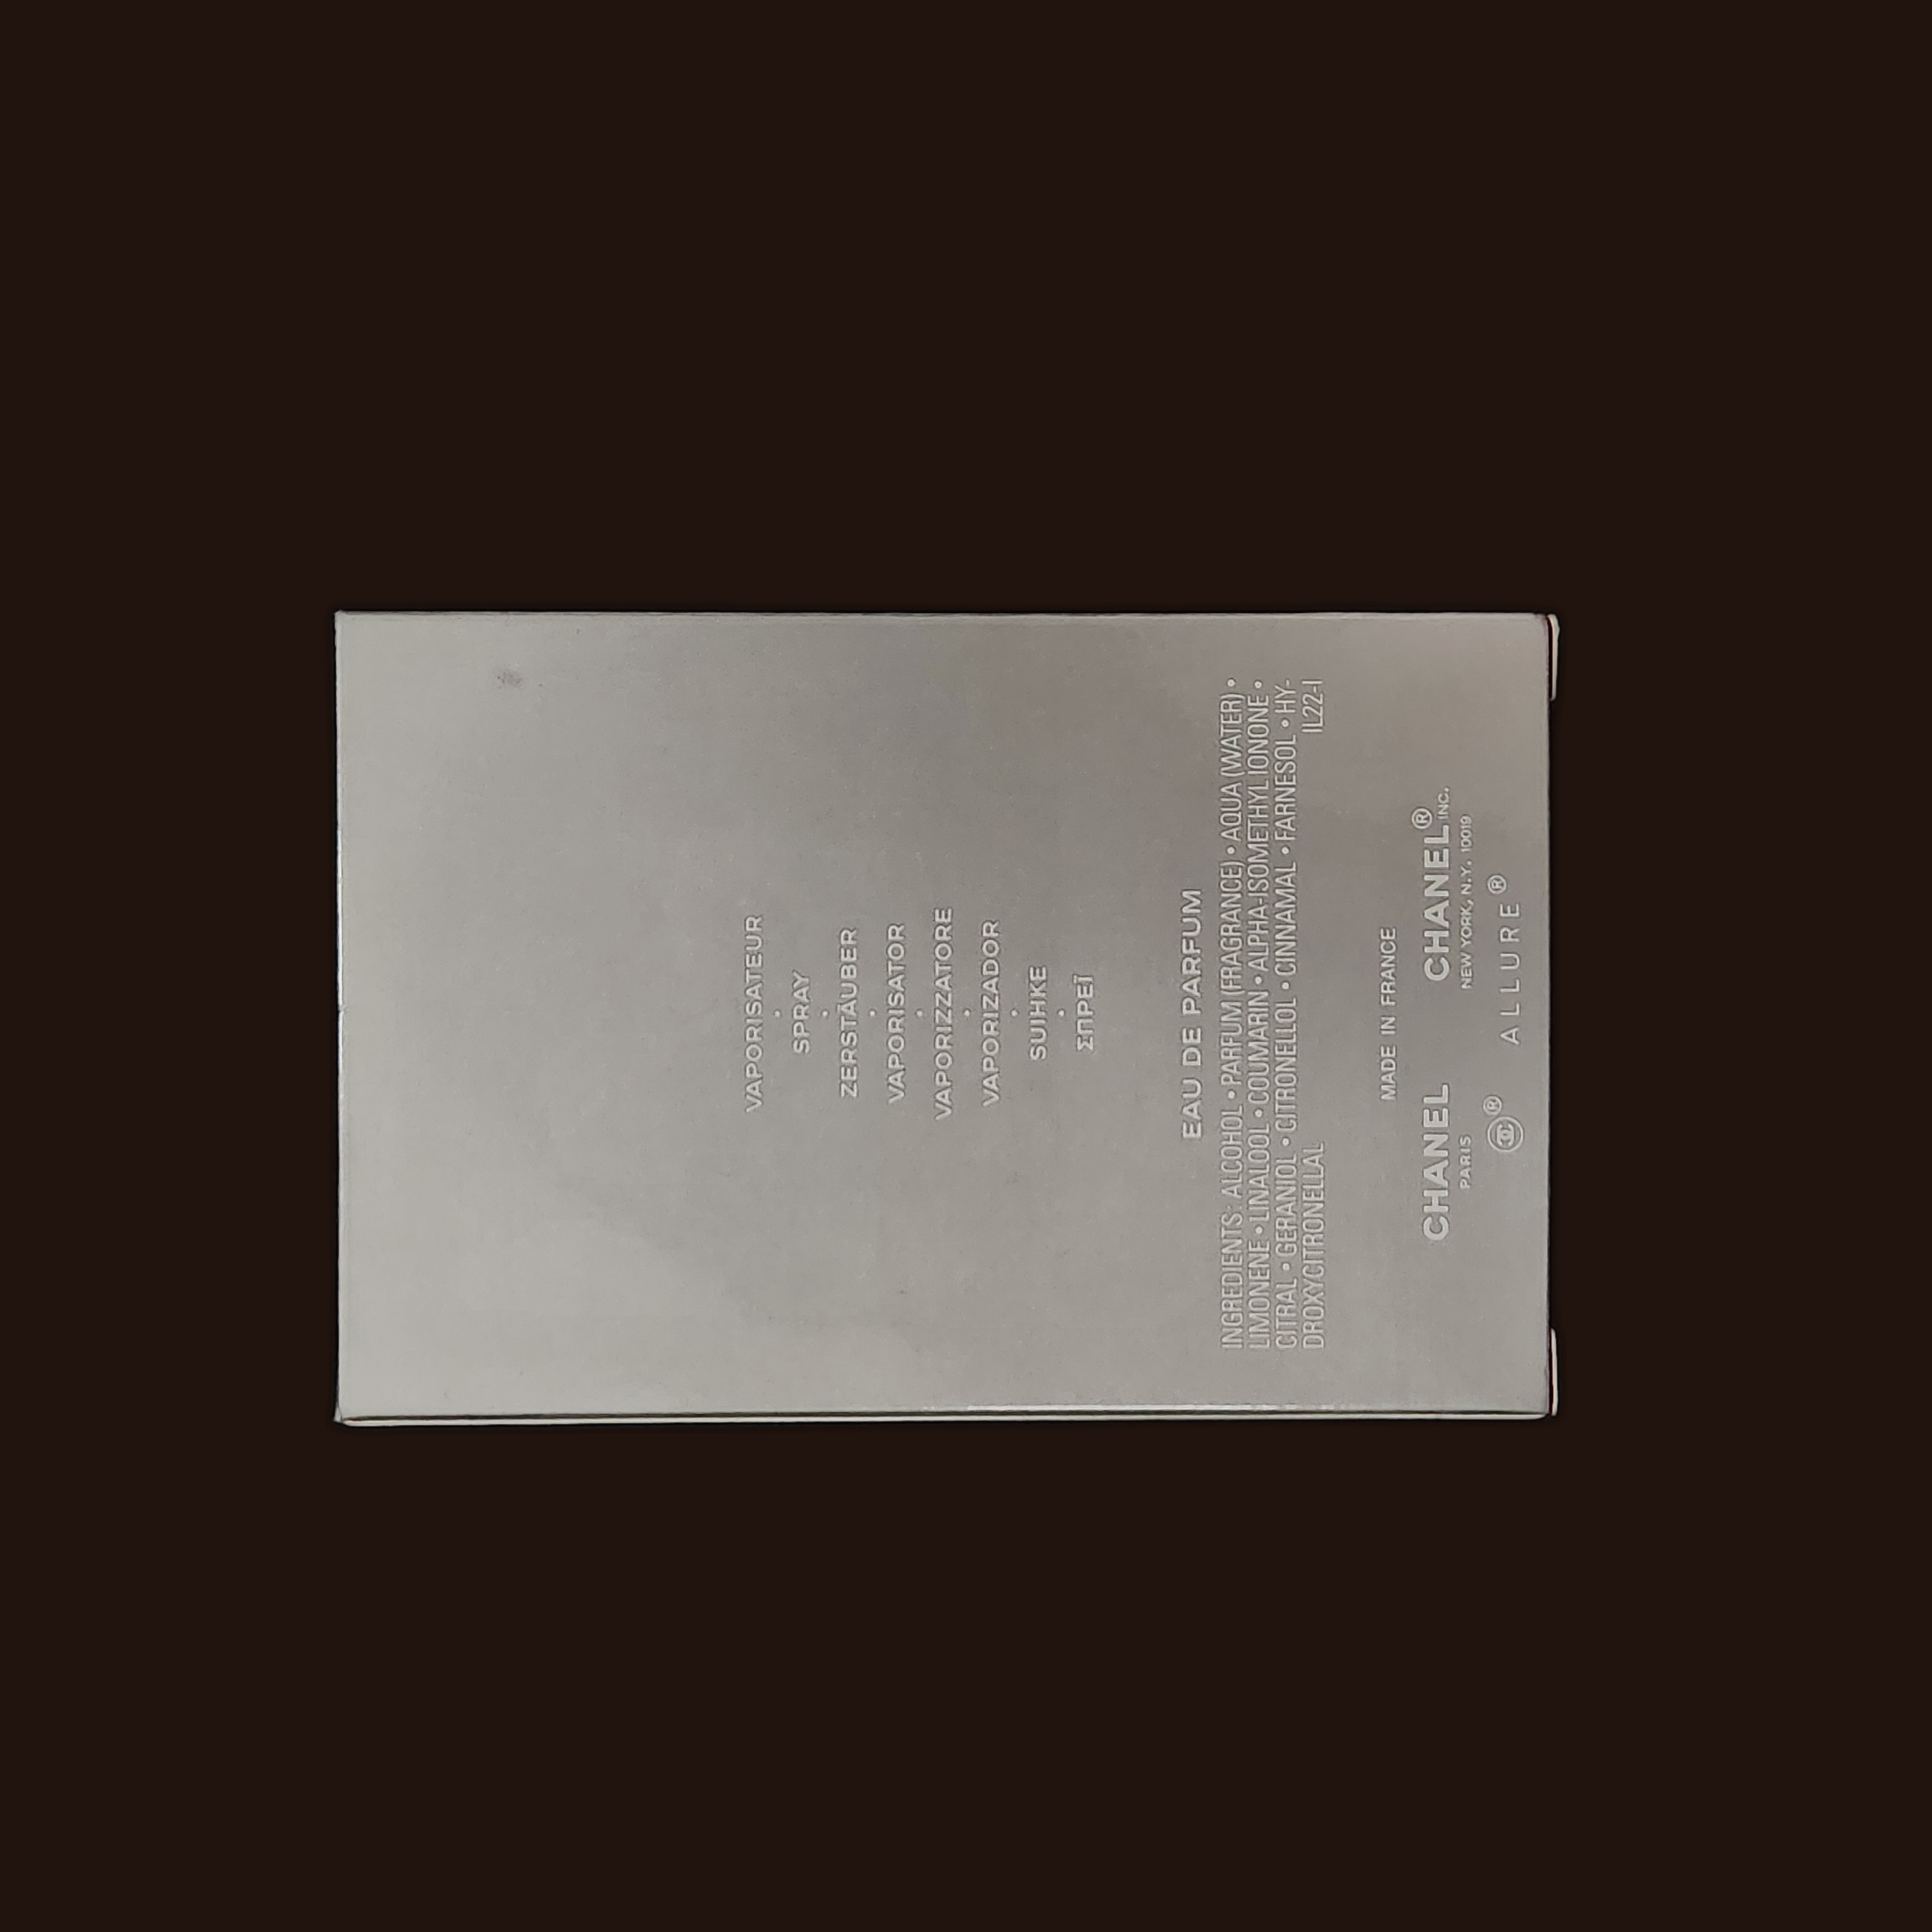 VAPORISATEUR
•
SPRAY
•
ZERSTÄUBER
•
VAPORISATOR
•
VAPORIZZATORE
•
VAPORIZADOR
•
SUIHKE
•
ΣΠΡΕΪ
EAU DE PARFUM
INGREDIENTS: ALCOHOL • PARFUM (FRAGRANCE) • AQUA (WATER) •
LIMONENE • LINALOOL • COUMARIN • ALPHA-ISOMETHYL IONONE •
CITRAL • GERANIOL • CITRONELLOL • CINNAMAL • FARNESOL • HY-
DROXYCITRONELLAL IL22-I
MADE IN FRANCE
CHANEL CHANEL® INC.
PARIS NEW YORK, N.Y. 10019
® ALLURE®